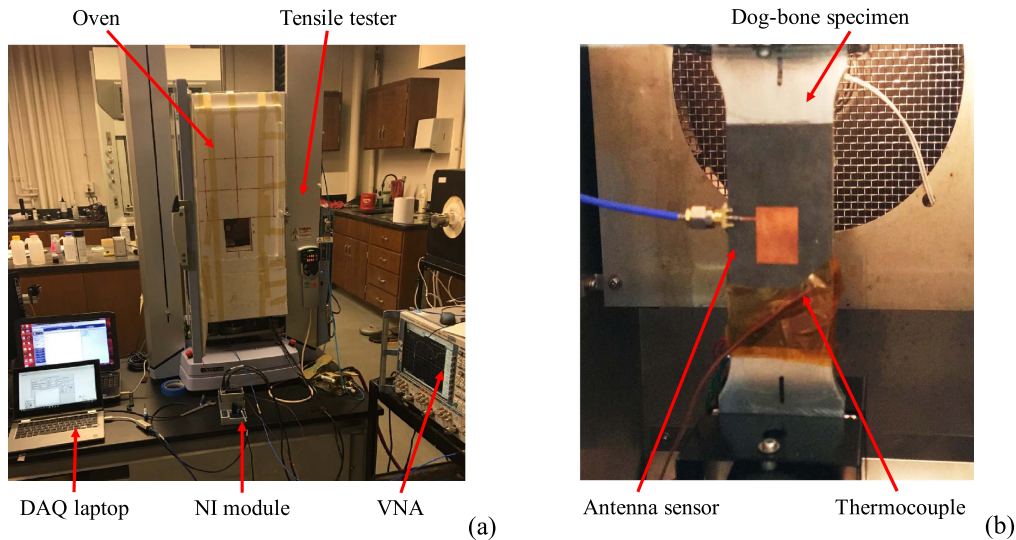 Oven
Tensile tester
Dog-bone specimen
DAQ laptop
NI module
VNA
(a)
Antenna sensor
Thermocouple
(b)